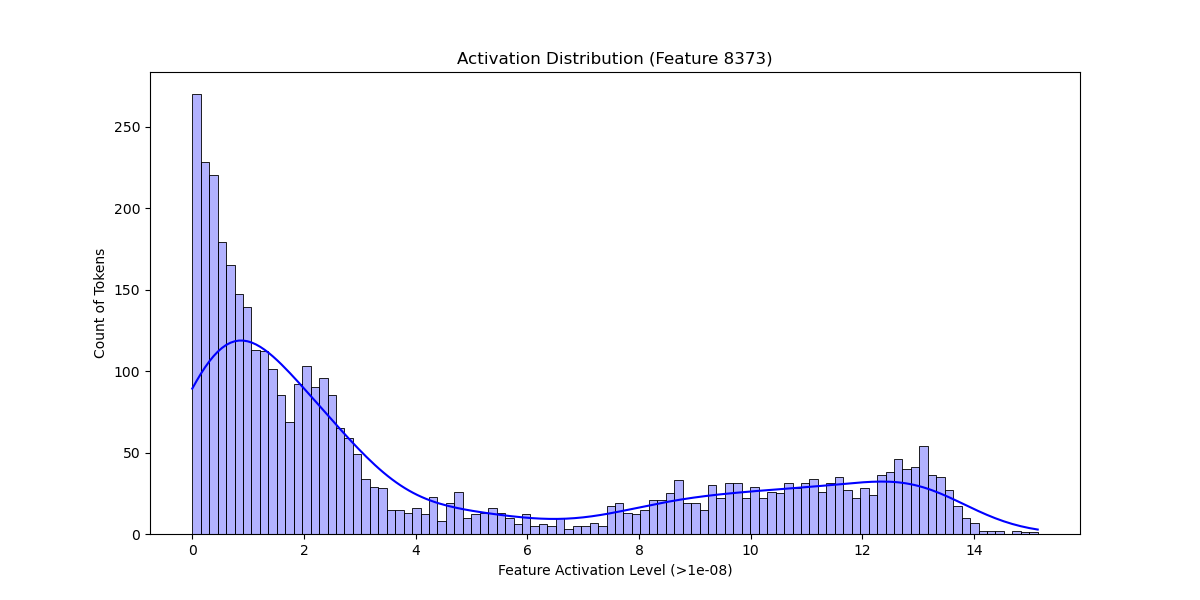 Activation Distribution (Feature 8373)
Count of Tokens
250
200
150
100
50
0
0 2 4 6 8 10 12 14
Feature Activation Level (>1e-08)